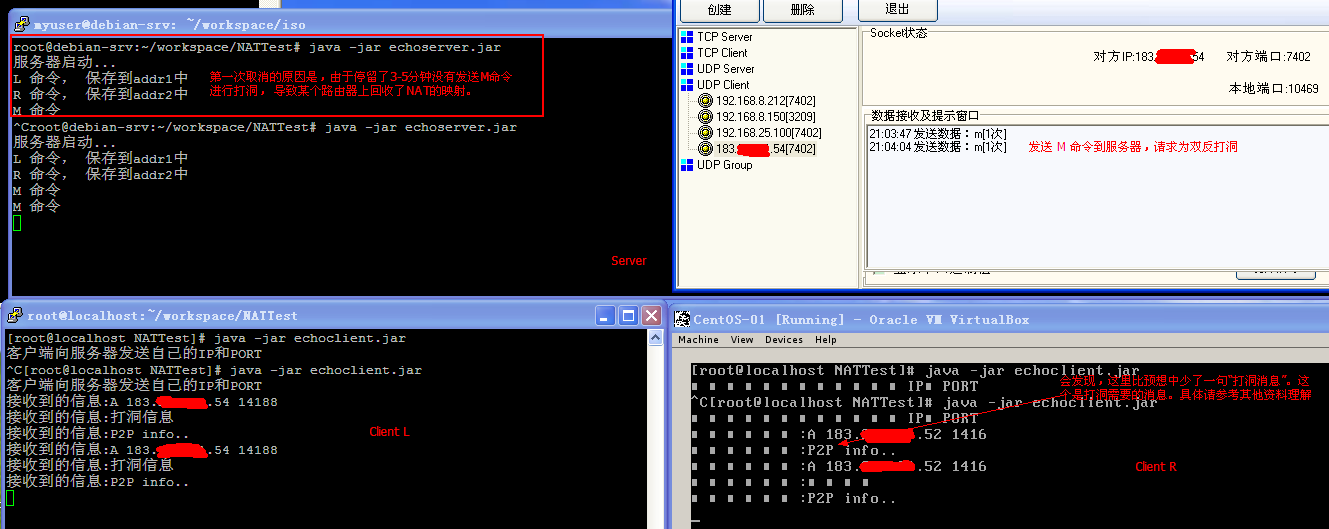 myuser@debian-srv: ~/workspace/iso
root@debian-srv:~/workspace/NATTest# java -jar echoserver.jar
服务器启动...
L 命令， 保存到addr1中
R 命令， 保存到addr2中
M 命令
第一次取消的原因是，由于停留了3-5分钟没有发送M命令
进行打洞，导致某个路由器上回收了NAT的映射。
^Croot@debian-srv:~/workspace/NATTest# java -jar echoserver.jar
服务器启动...
L 命令， 保存到addr1中
R 命令， 保存到addr2中
M 命令
M 命令
Server
创建 删除 退出
TCP Server
TCP Client
UDP Server
UDP Client
192.168.8.212[7402]
192.168.8.150[3209]
192.168.25.100[7402]
183. .54[7402]
UDP Group
Socket状态
对方IP:183. 54 对方端口:7402
本地端口:10469
数据接收及提示窗口
21:03:47 发送数据：m[1次]
21:04:04 发送数据：m[1次] 发送 M 命令到服务器，请求为双反打洞
root@localhost:~/workspace/NATTest
[root@localhost NATTest]# java -jar echoclient.jar
客户端向服务器发送自己的IP和PORT
^C[root@localhost NATTest]# java -jar echoclient.jar
客户端向服务器发送自己的IP和PORT
接收到的信息:A 183. .54 14188
接收到的信息:打洞信息
接收到的信息:P2P info..
接收到的信息:A 183. .54 14188
接收到的信息:打洞信息
接收到的信息:P2P info..
Client L
CentOS-01 [Running] - Oracle VM VirtualBox
Machine View Devices Help
[root@localhost NATTest]# java -jar echoclient.jar
IP PORT
会发现，这里比预想中少了一句“打洞消息”。这
个是打洞需要的消息。具体请参考其他资料理解
^C[root@localhost NATTest]# java -jar echoclient.jar
IP PORT
:A 183. .52 1416
:P2P info..
:A 183. .52 1416
:
:P2P info..
Client R